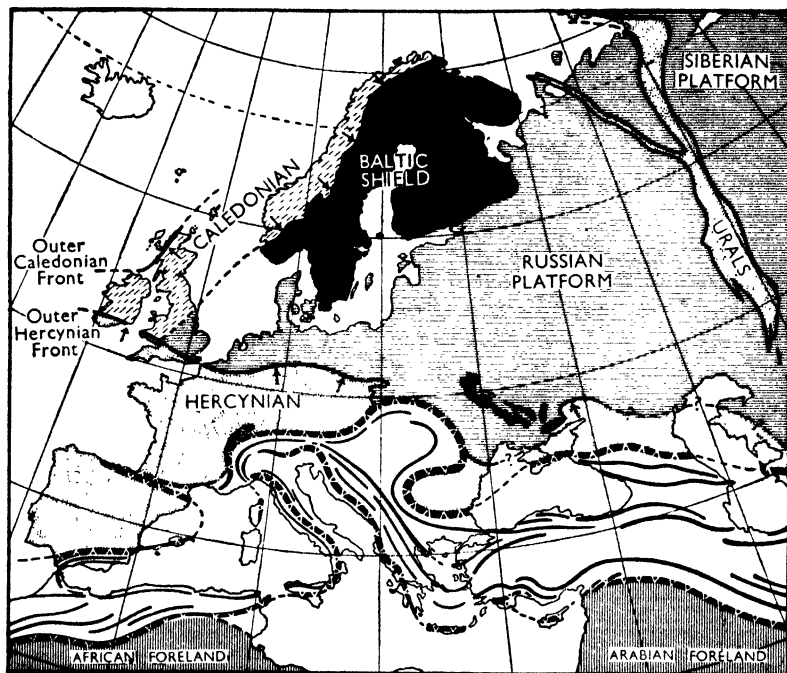 SIBERIAN
PLATFORM
BALTIC
SHIELD
CALEDONIAN
Outer
Caledonian
Front
URALS
RUSSIAN
PLATFORM
Outer
Hercynian
Front
HERCYNIAN
?
AFRICAN FORELAND
ARABIAN FORELAND